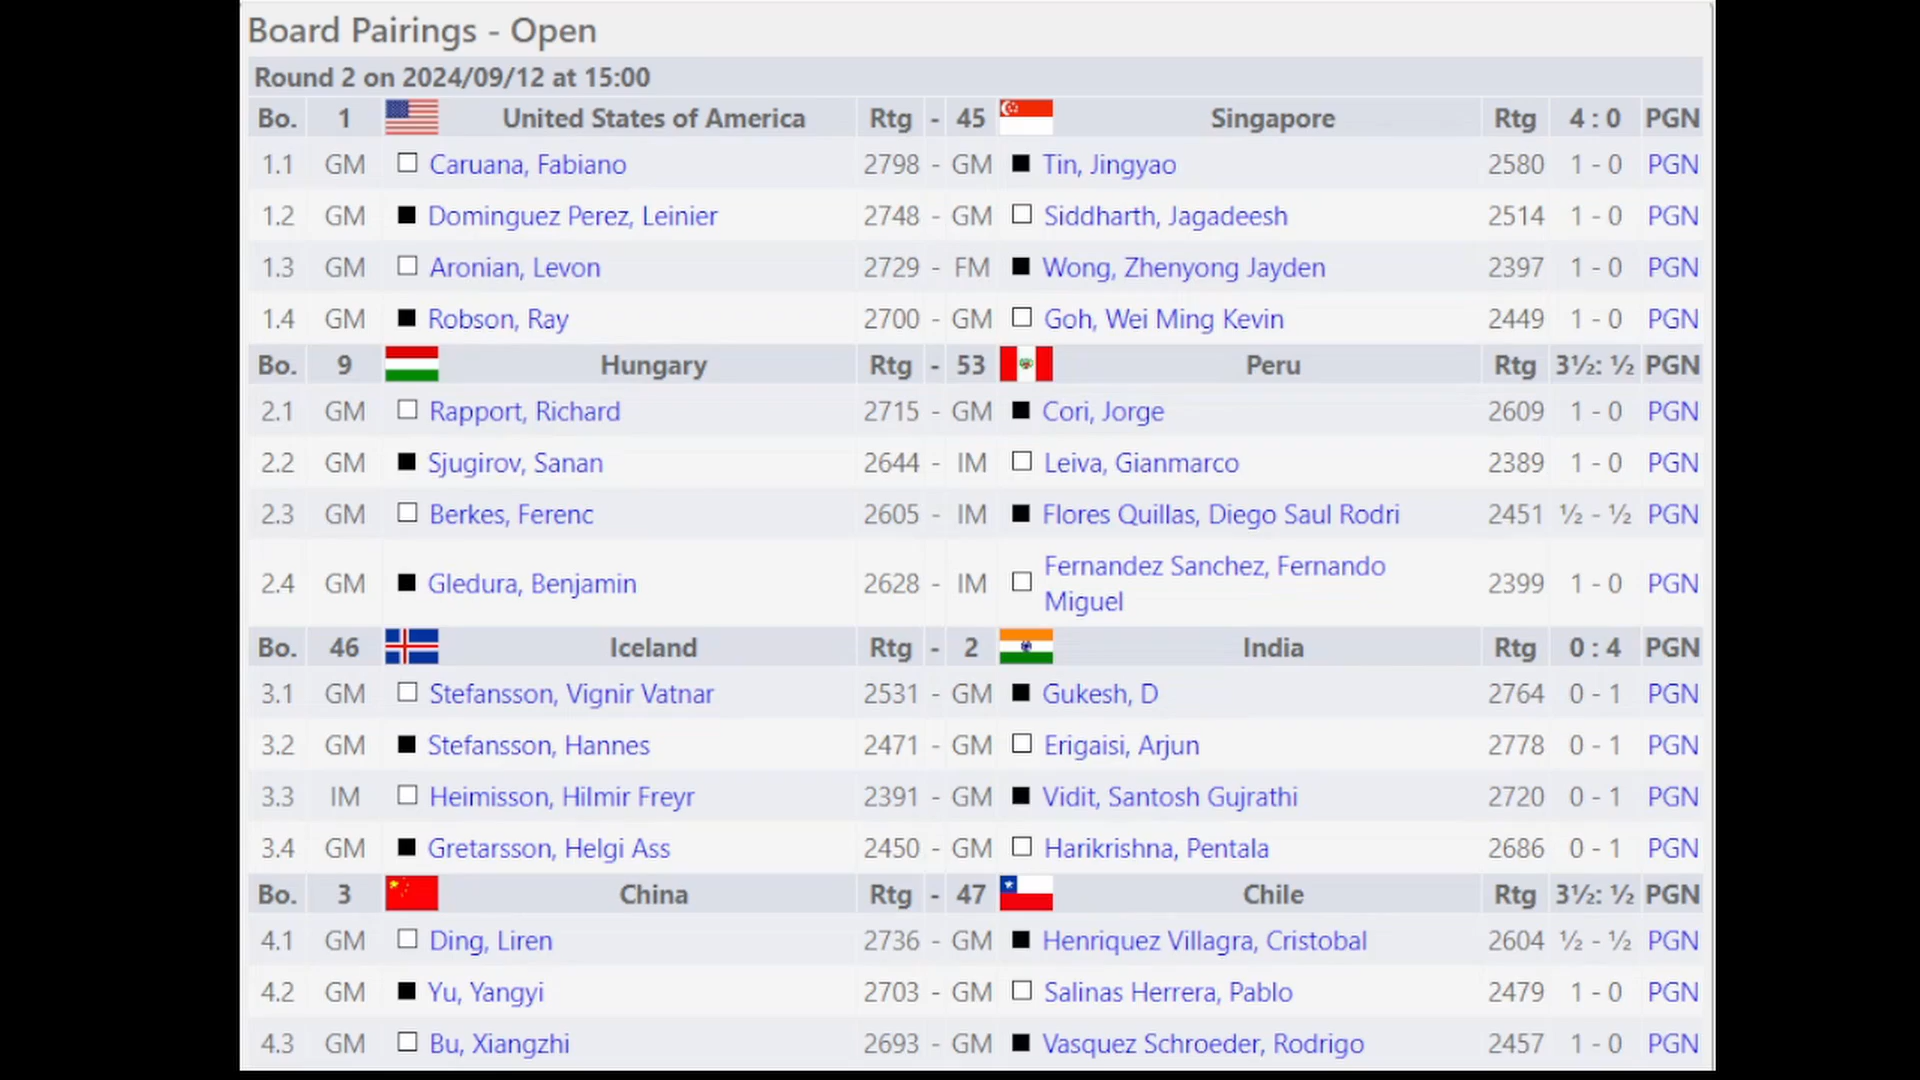 Board Pairings - Open
Round 2 on 2024/09/12 at 15:00
Bo. 1 United States of America Rtg - 45 Singapore Rtg 4 : 0 PGN
1.1 GM Caruana, Fabiano 2798 - GM Tin, Jingyao 2580 1 - 0 PGN
1.2 GM Dominguez Perez, Leinier 2748 - GM Siddharth, Jagadeesh 2514 1 - 0 PGN
1.3 GM Aronian, Levon 2729 - FM Wong, Zhenyong Jayden 2397 1 - 0 PGN
1.4 GM Robson, Ray 2700 - GM Goh, Wei Ming Kevin 2449 1 - 0 PGN
Bo. 9 Hungary Rtg - 53 Peru Rtg 3½: ½ PGN
2.1 GM Rapport, Richard 2715 - GM Cori, Jorge 2609 1 - 0 PGN
2.2 GM Sjugirov, Sanan 2644 - IM Leiva, Gianmarco 2389 1 - 0 PGN
2.3 GM Berkes, Ferenc 2605 - IM Flores Quillas, Diego Saul Rodri 2451 ½ - ½ PGN
2.4 GM Gledura, Benjamin 2628 - IM Fernandez Sanchez, Fernando
Miguel 2399 1 - 0 PGN
Bo. 46 Iceland Rtg - 2 India Rtg 0 : 4 PGN
3.1 GM Stefansson, Vignir Vatnar 2531 - GM Gukesh, D 2764 0 - 1 PGN
3.2 GM Stefansson, Hannes 2471 - GM Erigaisi, Arjun 2778 0 - 1 PGN
3.3 IM Heimisson, Hilmir Freyr 2391 - GM Vidit, Santosh Gujrathi 2720 0 - 1 PGN
3.4 GM Gretarsson, Helgi Ass 2450 - GM Harikrishna, Pentala 2686 0 - 1 PGN
Bo. 3 China Rtg - 47 Chile Rtg 3½: ½ PGN
4.1 GM Ding, Liren 2736 - GM Henriquez Villagra, Cristobal 2604 ½ - ½ PGN
4.2 GM Yu, Yangyi 2703 - GM Salinas Herrera, Pablo 2479 1 - 0 PGN
4.3 GM Bu, Xiangzhi 2693 - GM Vasquez Schroeder, Rodrigo 2457 1 - 0 PGN